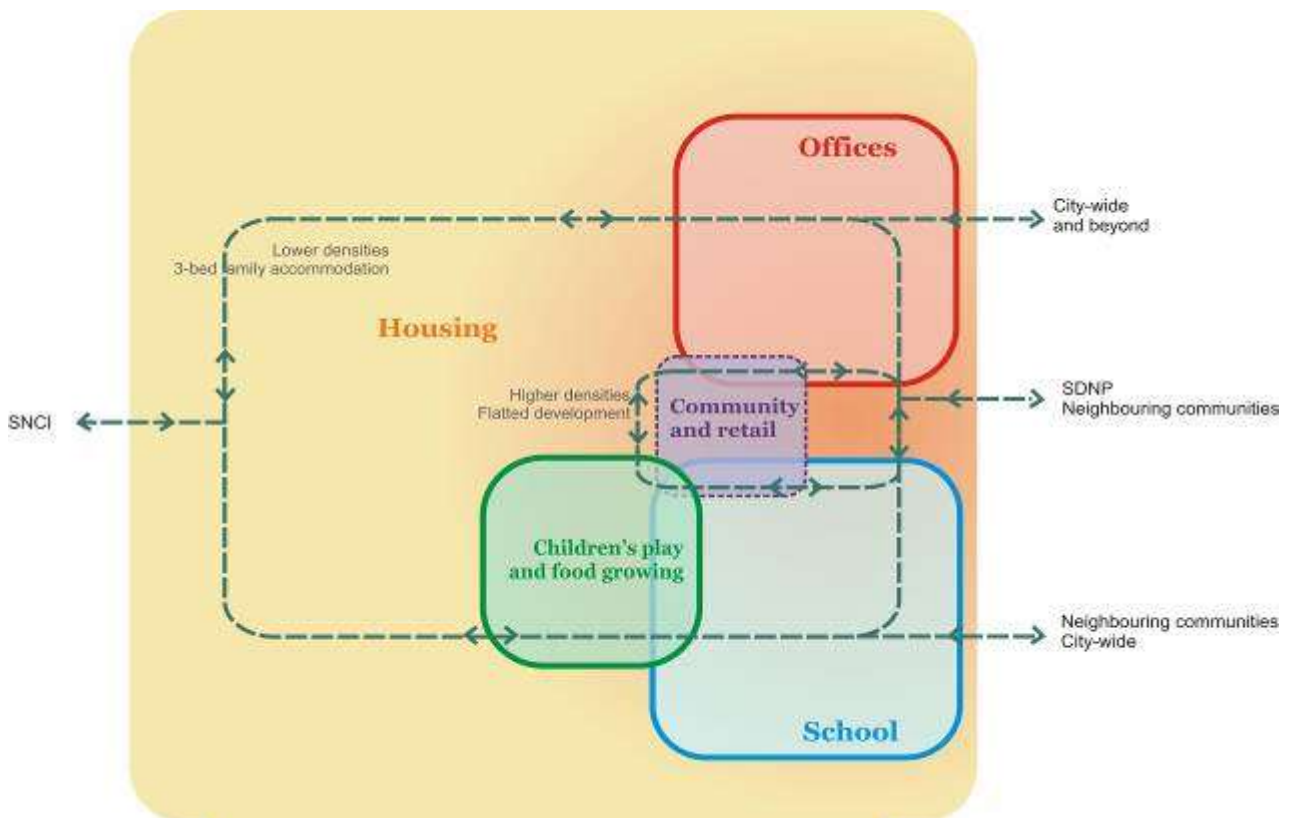 Offices
City-wide
and beyond
Lower densities
3-bed family accommodation
Housing
SDNP
Neighbouring communities
Higher densities
Flatted development
Community
and retail
SNCI
Children's play
and food growing
Neighbouring communities
City-wide
School